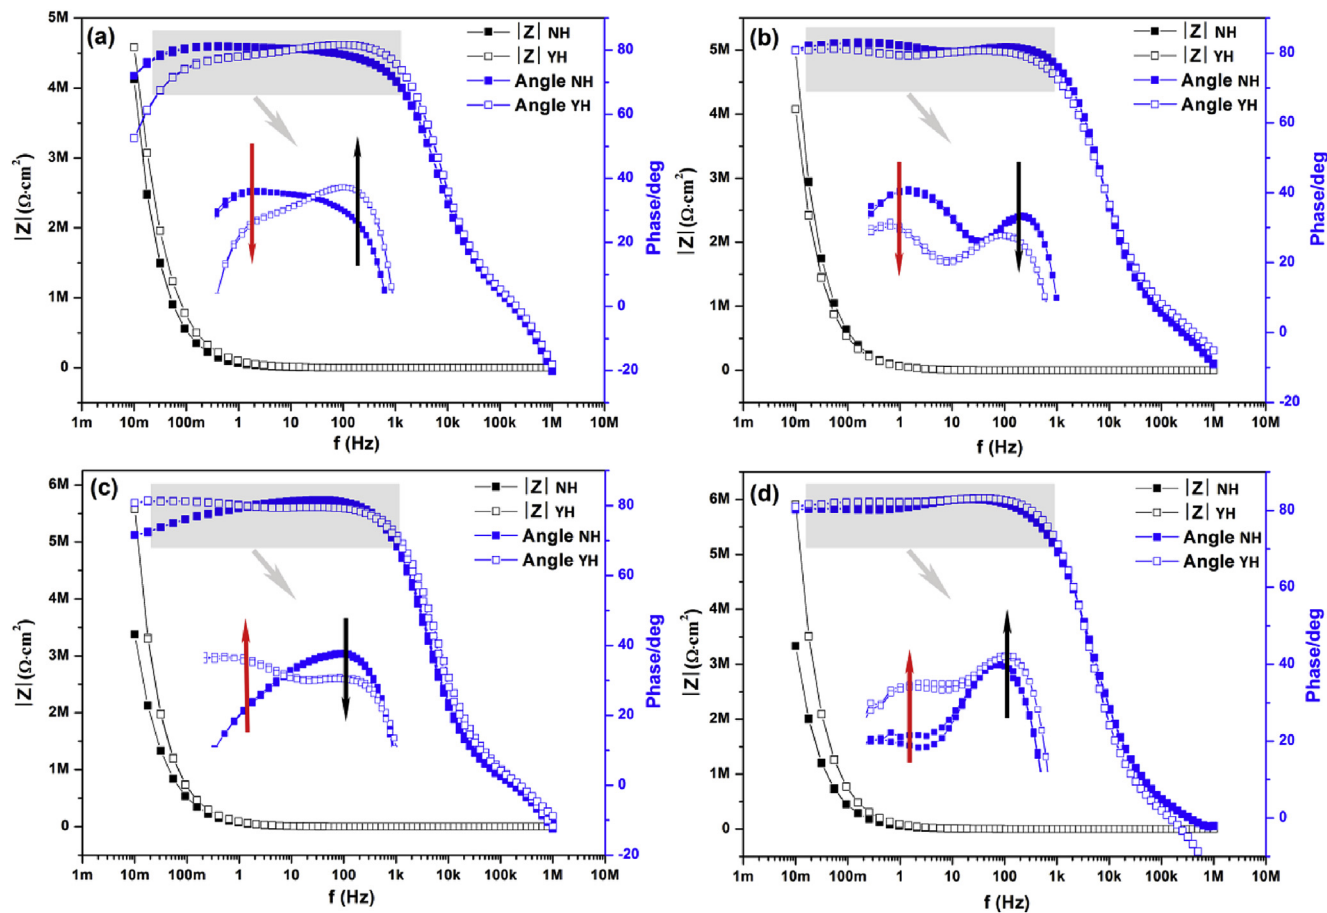 (a)
|Z| NH
|Z| YH
Angle NH
Angle YH
5M
4M
3M
2M
1M
0
80
60
40
20
0
-20
|Z|(Ω·cm²)
Phase/deg
1m 10m 100m 1 10 100 1k 10k 100k 1M 10M
f (Hz)
(b)
|Z| NH
|Z| YH
Angle NH
Angle YH
5M
4M
3M
2M
1M
0
80
60
40
20
0
-20
|Z|(Ω·cm²)
Phase/deg
1m 10m 100m 1 10 100 1k 10k 100k 1M 10M
f (Hz)
(c)
|Z| NH
|Z| YH
Angle NH
Angle YH
6M
5M
4M
3M
2M
1M
0
80
60
40
20
0
-20
|Z|(Ω·cm²)
Phase/deg
1m 10m 100m 1 10 100 1k 10k 100k 1M 10M
f (Hz)
(d)
|Z| NH
|Z| YH
Angle NH
Angle YH
6M
5M
4M
3M
2M
1M
0
80
60
40
20
0
|Z|(Ω·cm²)
Phase/deg
1m 10m 100m 1 10 100 1k 10k 100k 1M 10M
f (Hz)